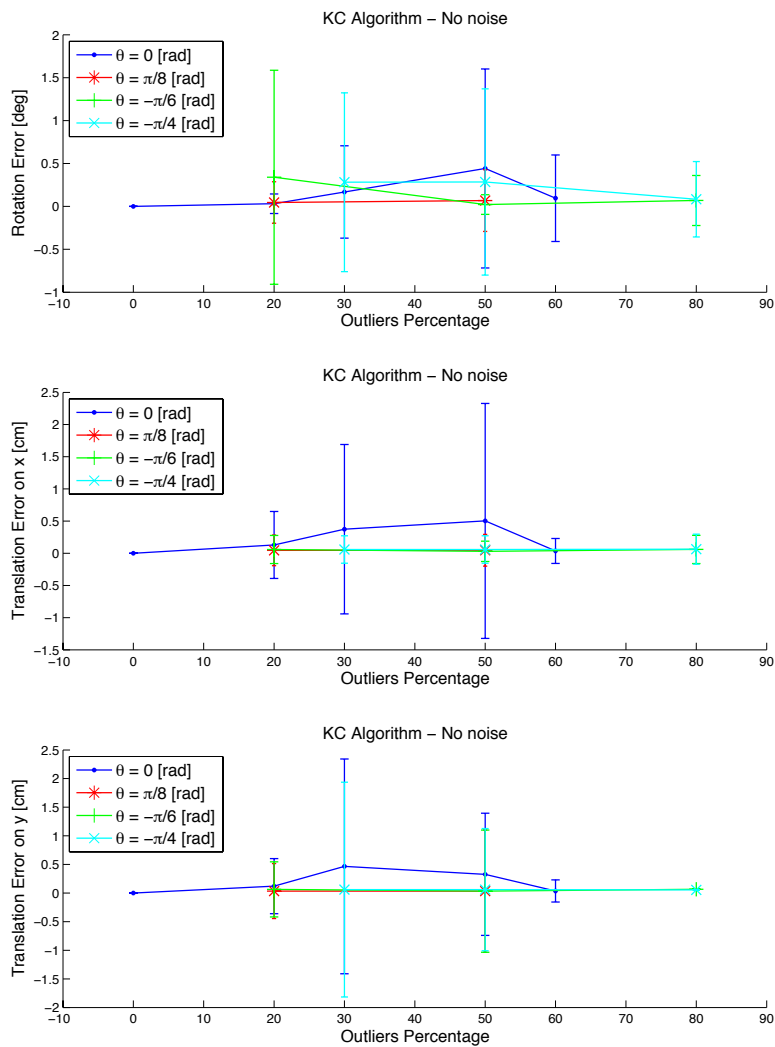 KC Algorithm − No noise
Rotation Error [deg]
2
1.5
1
0.5
0
−0.5
−1
θ = 0 [rad]
θ = π/8 [rad]
θ = −π/6 [rad]
θ = −π/4 [rad]
−10 0 10 20 30 40 50 60 70 80 90
Outliers Percentage
KC Algorithm − No noise
Translation Error on x [cm]
2.5
2
1.5
1
0.5
0
−0.5
−1
−1.5
θ = 0 [rad]
θ = π/8 [rad]
θ = −π/6 [rad]
θ = −π/4 [rad]
−10 0 10 20 30 40 50 60 70 80 90
Outliers Percentage
KC Algorithm − No noise
Translation Error on y [cm]
2.5
2
1.5
1
0.5
0
−0.5
−1
−1.5
−2
θ = 0 [rad]
θ = π/8 [rad]
θ = −π/6 [rad]
θ = −π/4 [rad]
−10 0 10 20 30 40 50 60 70 80 90
Outliers Percentage